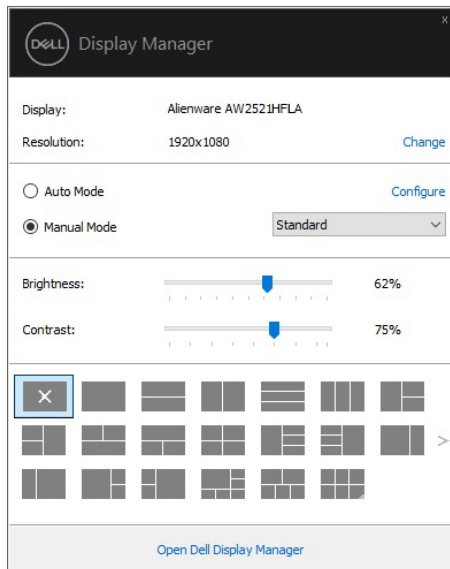 x
DELL Display Manager
Display: Alienware AW2521HFLA
Resolution: 1920x1080 Change
Auto Mode Configure
Manual Mode Standard
Brightness: 62%
Contrast: 75%
Open Dell Display Manager